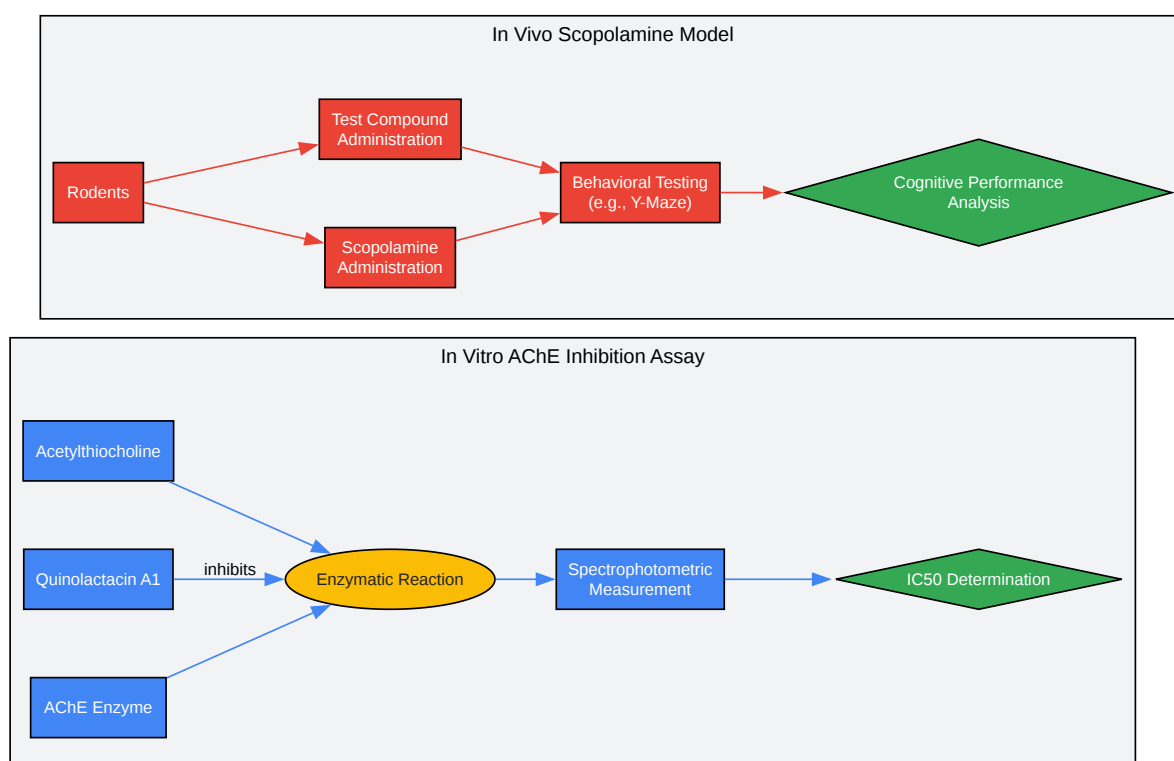 In Vivo Scopolamine Model
Test Compound
Administration
Rodents
Behavioral Testing
(e.g., Y-Maze)
Cognitive Performance
Analysis
Scopolamine
Administration
In Vitro AChE Inhibition Assay
Acetylthiocholine
Quinolactacin A1
inhibits
Enzymatic Reaction
Spectrophotometric
Measurement
IC50 Determination
AChE Enzyme